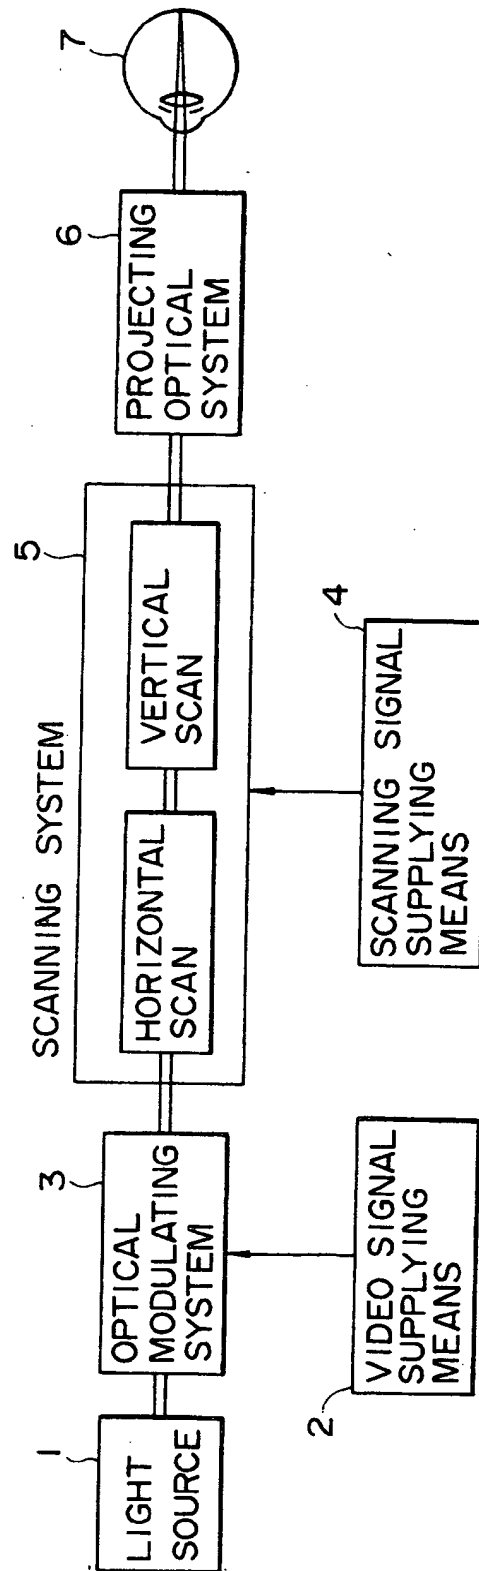 1
LIGHT
SOURCE
2
VIDEO SIGNAL
SUPPLYING
MEANS
3
OPTICAL
MODULATING
SYSTEM
SCANNING SYSTEM
5
HORIZONTAL
SCAN
VERTICAL
SCAN
4
SCANNING SIGNAL
SUPPLYING
MEANS
6
PROJECTING
OPTICAL
SYSTEM
7